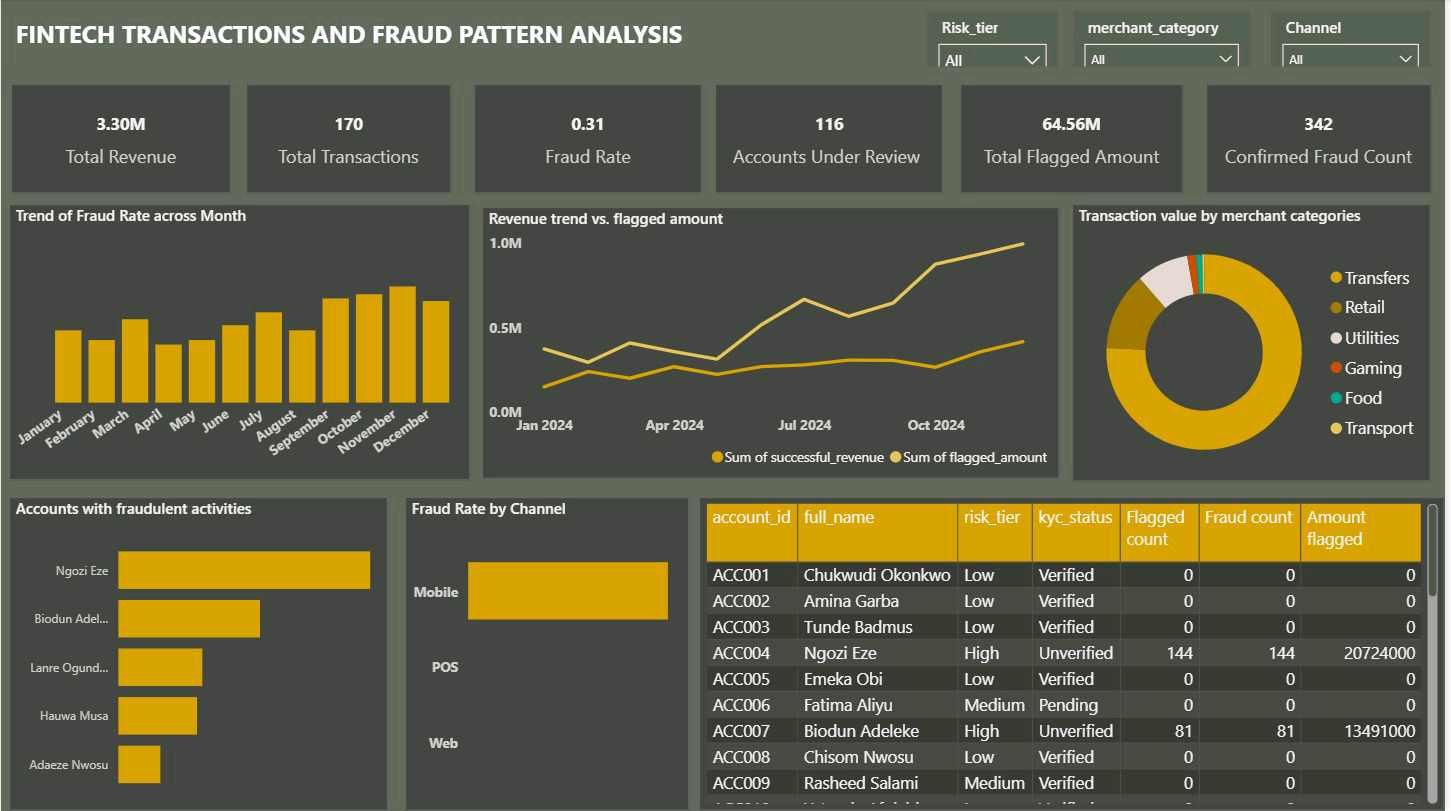 FINTECH TRANSACTIONS AND FRAUD PATTERN ANALYSIS
Risk_tier
All
merchant_category
All
Channel
All
3.30M
Total Revenue
170
Total Transactions
0.31
Fraud Rate
116
Accounts Under Review
64.56M
Total Flagged Amount
342
Confirmed Fraud Count
Trend of Fraud Rate across Month
January
February
March
April
May
June
July
August
September
October
November
December
Revenue trend vs. flagged amount
1.0M
0.5M
0.0M
Jan 2024
Apr 2024
Jul 2024
Oct 2024
Sum of successful_revenue
Sum of flagged_amount
Transaction value by merchant categories
Transfers
Retail
Utilities
Gaming
Food
Transport
Accounts with fraudulent activities
Ngozi Eze
Biodun Adel...
Lanre Ogund...
Hauwa Musa
Adaeze Nwosu
Fraud Rate by Channel
Mobile
POS
Web
account_id full_name risk_tier kyc_status Flagged count Fraud count Amount flagged
ACC001 Chukwudi Okonkwo Low Verified 0 0 0
ACC002 Amina Garba Low Verified 0 0 0
ACC003 Tunde Badmus Low Verified 0 0 0
ACC004 Ngozi Eze High Unverified 144 144 20724000
ACC005 Emeka Obi Low Verified 0 0 0
ACC006 Fatima Aliyu Medium Pending 0 0 0
ACC007 Biodun Adeleke High Unverified 81 81 13491000
ACC008 Chisom Nwosu Low Verified 0 0 0
ACC009 Rasheed Salami Medium Verified 0 0 0